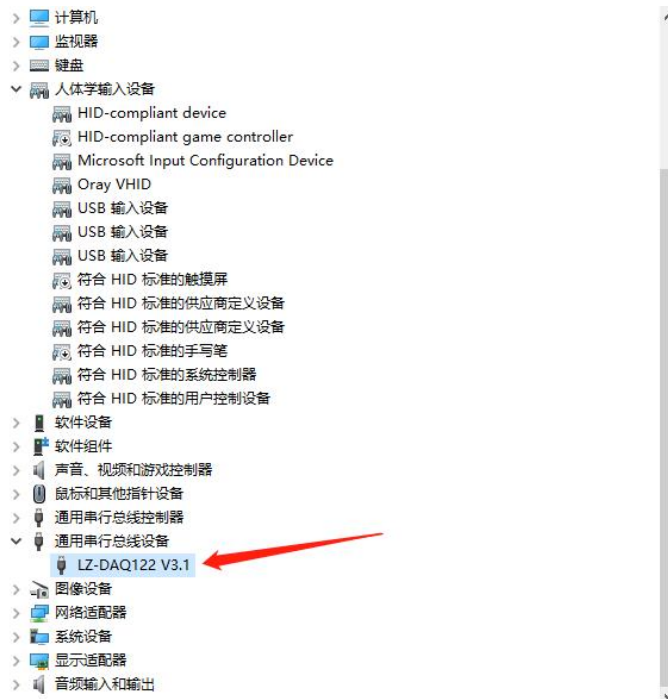 计算机
监视器
键盘
人体学输入设备
HID-compliant device
HID-compliant game controller
Microsoft Input Configuration Device
Oray VHID
USB 输入设备
USB 输入设备
USB 输入设备
符合 HID 标准的触摸屏
符合 HID 标准的供应商定义设备
符合 HID 标准的供应商定义设备
符合 HID 标准的手写笔
符合 HID 标准的系统控制器
符合 HID 标准的用户控制设备
软件设备
软件组件
声音、视频和游戏控制器
鼠标和其他指针设备
通用串行总线控制器
通用串行总线设备
LZ-DAQ122 V3.1
图像设备
网络适配器
系统设备
显示适配器
音频输入和输出